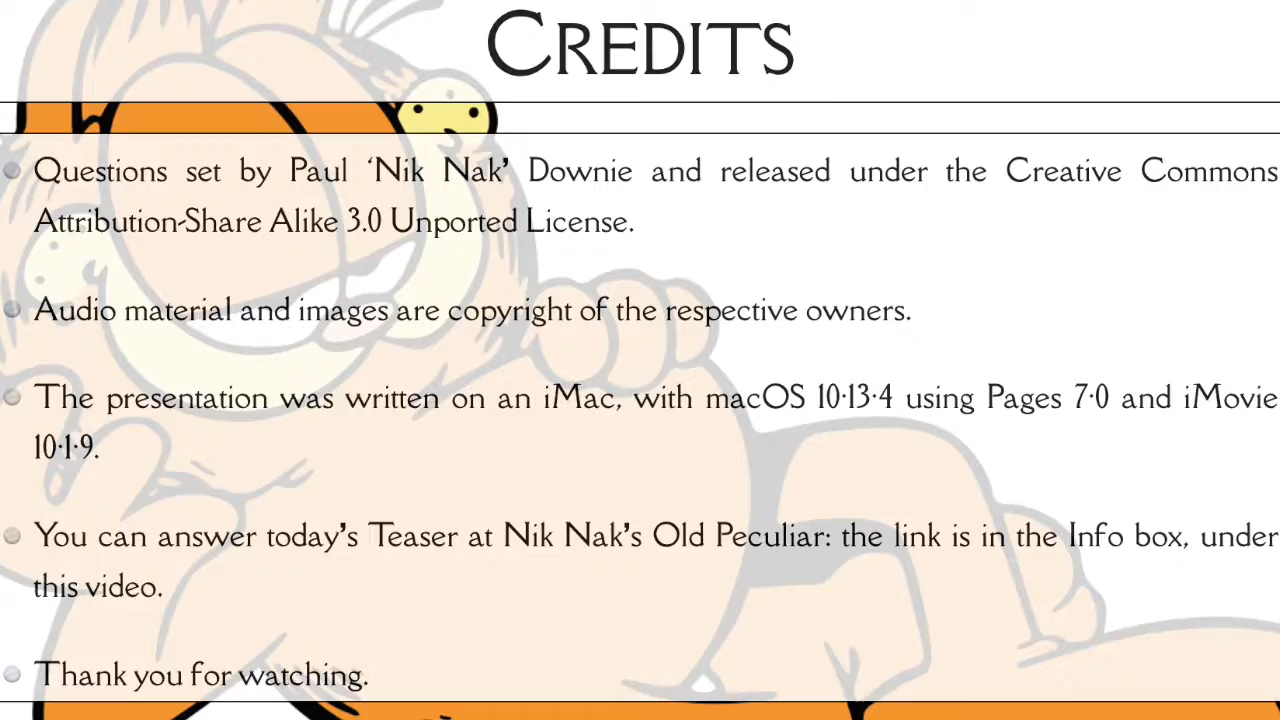 CREDITS
Questions set by Paul ‘Nik Nak’ Downie and released under the Creative Commons
Attribution-Share Alike 3.0 Unported License.
Audio material and images are copyright of the respective owners.
The presentation was written on an iMac, with macOS 10·13·4 using Pages 7·0 and iMovie
10·1·9.
You can answer today’s Teaser at Nik Nak’s Old Peculiar: the link is in the Info box, under
this video.
Thank you for watching.